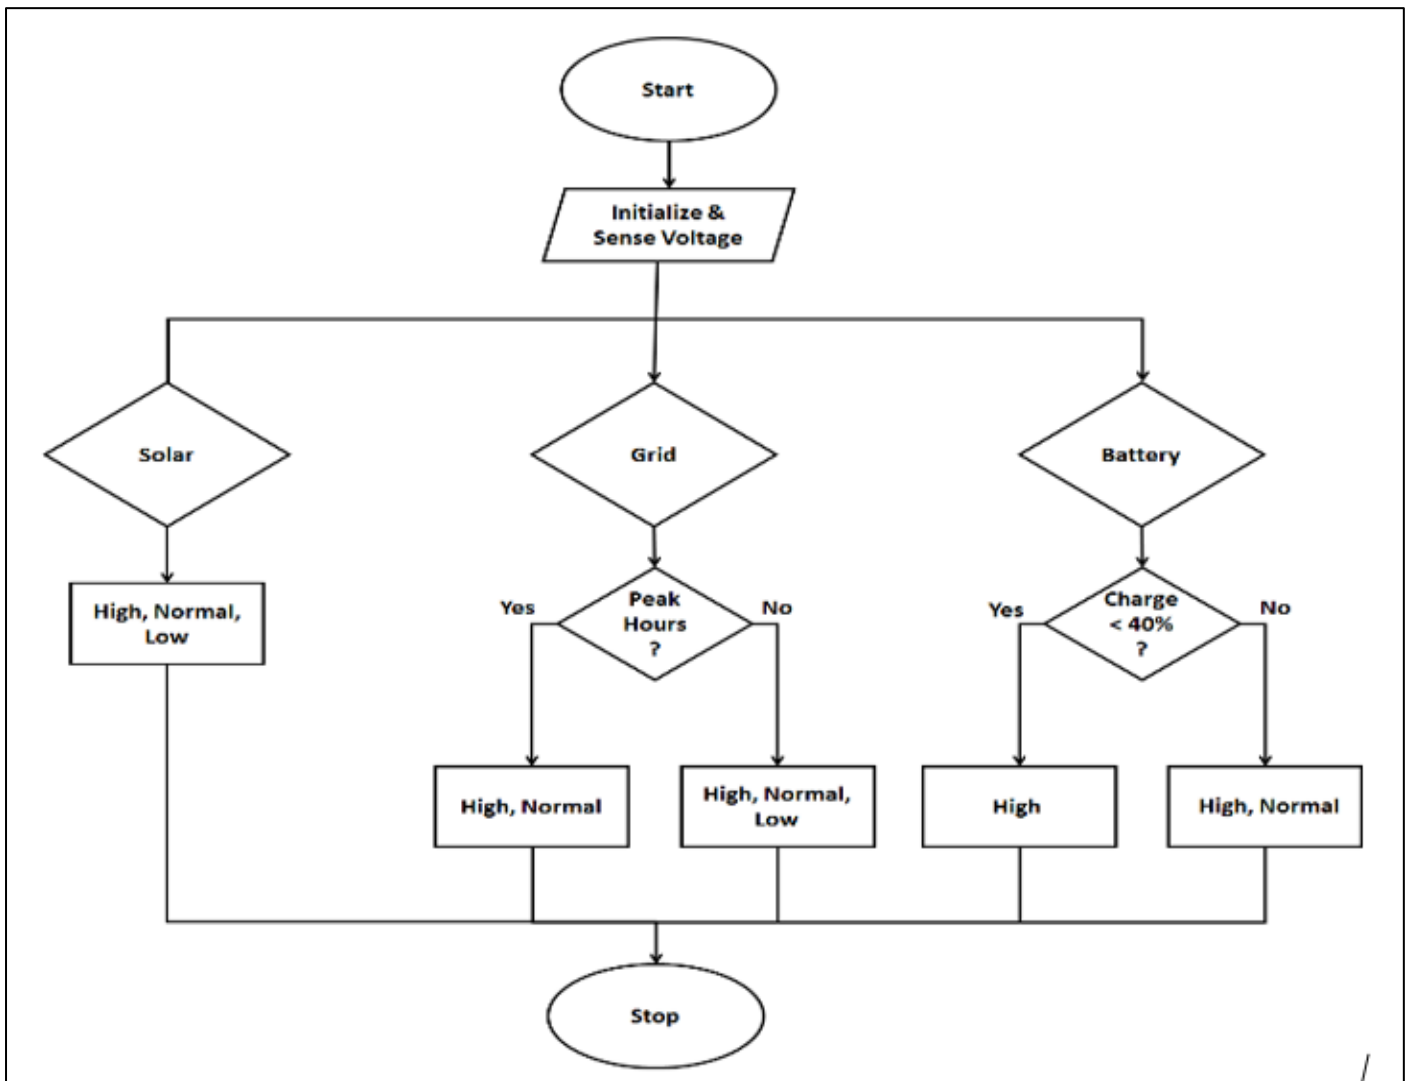 Start
Initialize &
Sense Voltage
Solar
Grid
Battery
High, Normal,
Low
Yes
Peak
Hours
?
No
Yes
Charge
< 40%
?
No
High, Normal
High, Normal,
Low
High
High, Normal
Stop